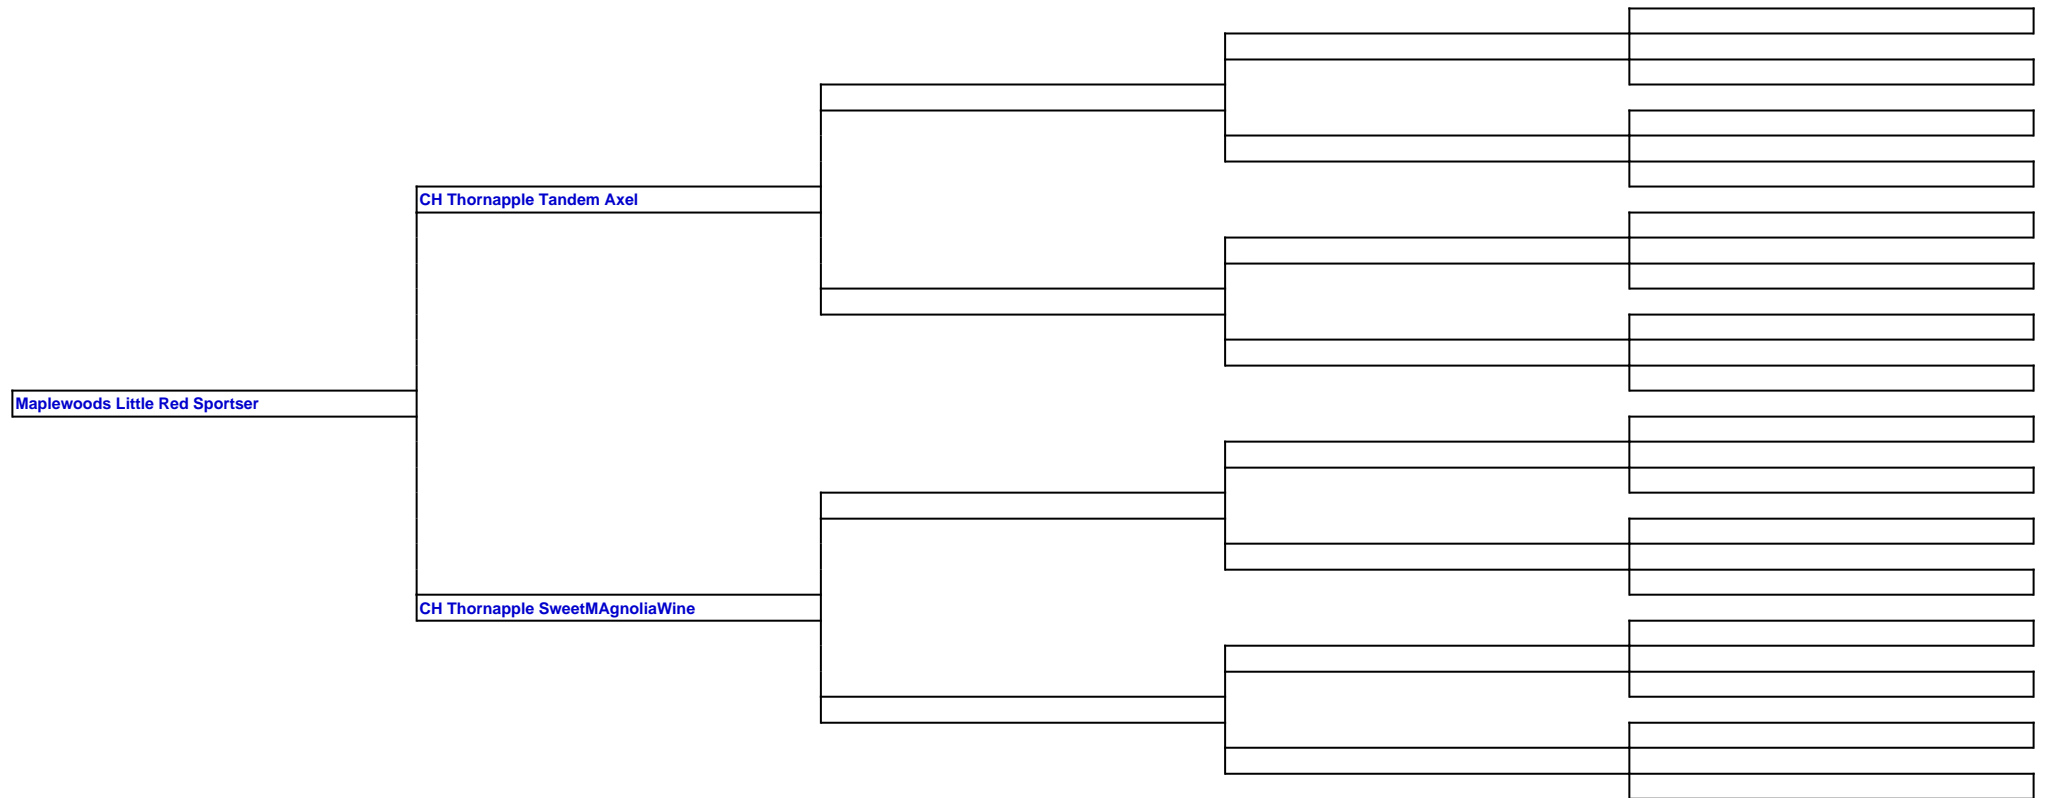 CH Thornapple Tandem Axel
Maplewoods Little Red Sportser
CH Thornapple SweetMAgnoliaWine